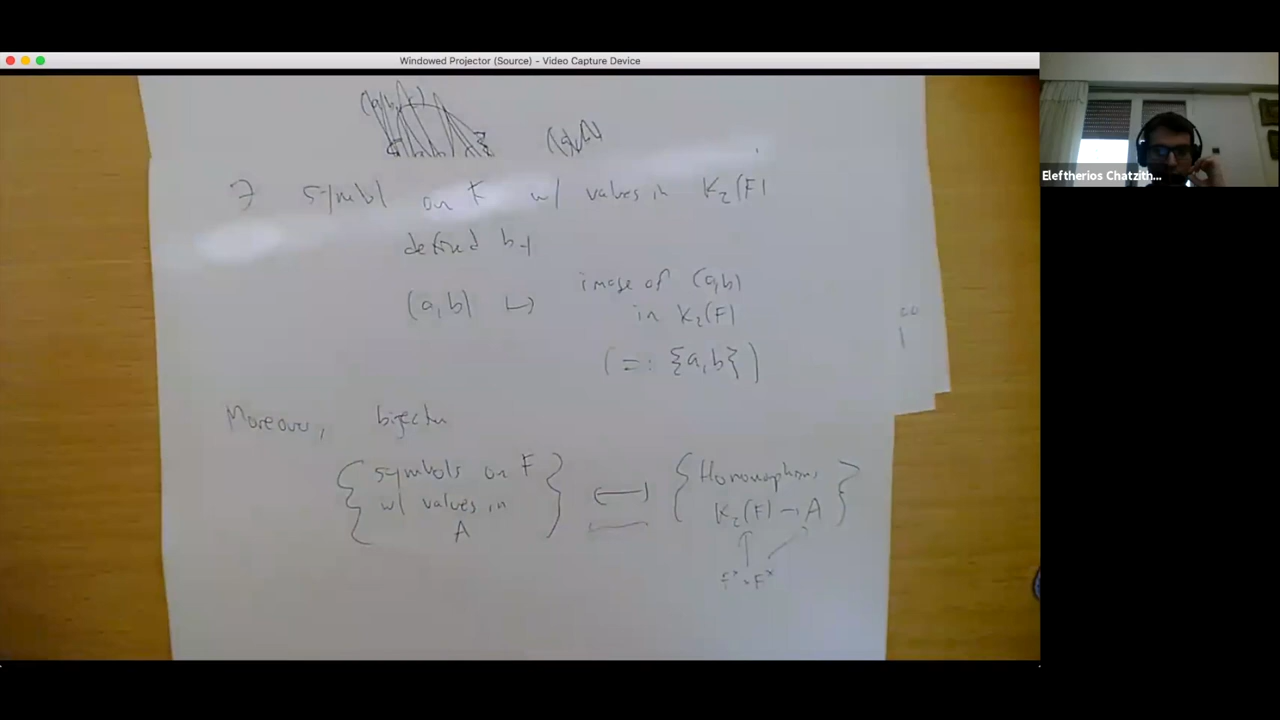 Windowed Projector (Source) - Video Capture Device
Eleftherios Chatzith...
∃ symbol on F w/ values in K₂(F)
defined by
(a,b) ↦ image of (a,b)
in K₂(F)
(=: {a,b})
Moreover, bijection
{ symbols on F w/ values in A } ↔ { Homomorphisms K₂(F) → A }
F^× × F^×